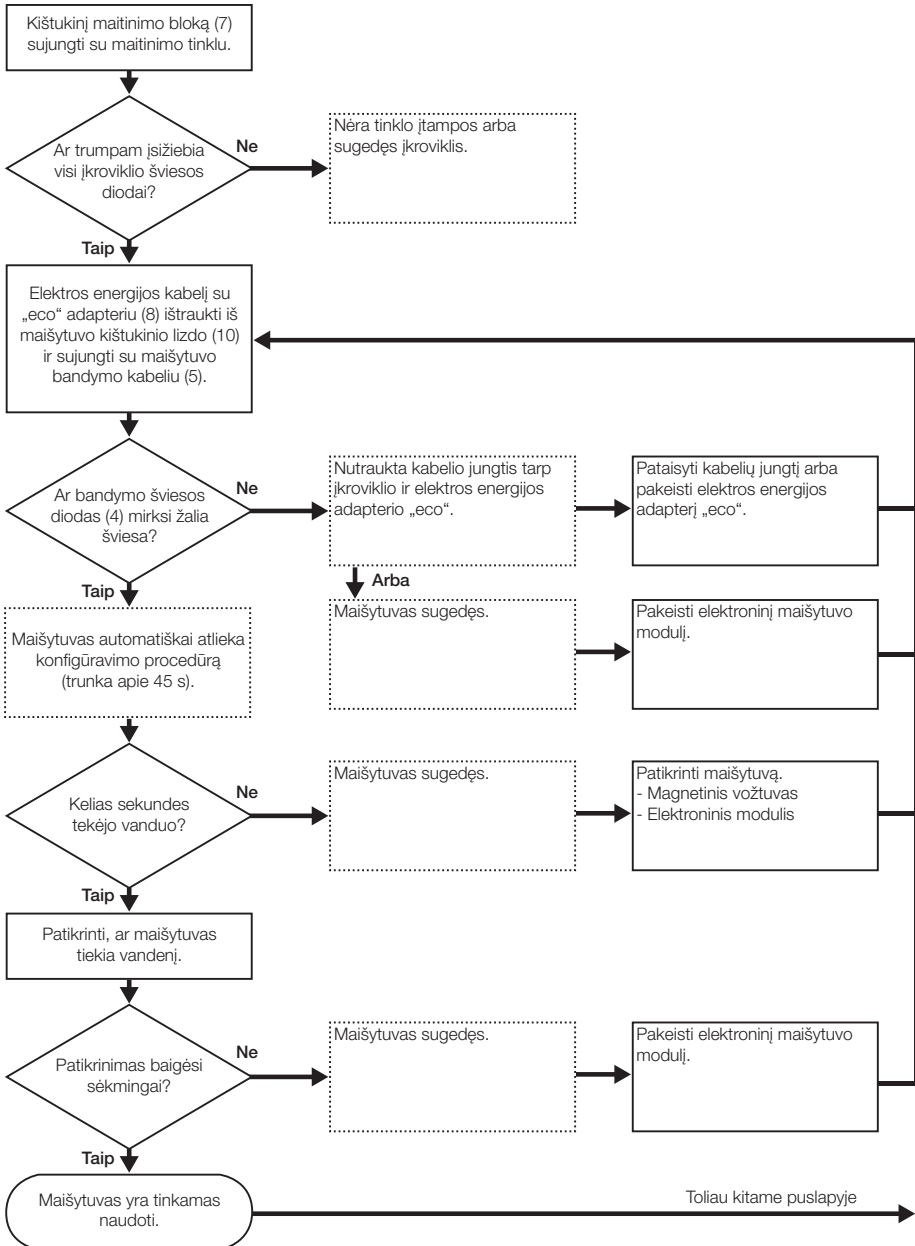 Kištukinį maitinimo bloką (7)
sujungti su maitinimo tinklu.
Ar trumpam įsižiebia
visi įkroviklio šviesos
diodai?
Ne
Nėra tinklo įtampos arba
sugedęs įkroviklis.
Taip
Elektros energijos kabelį su
„eco“ adapteriu (8) ištraukti iš
maišytuvo kištukinio lizdo (10)
ir sujungti su maišytuvo
bandymo kabeliu (5).
Ar bandymo šviesos
diodas (4) mirksi žalia
šviesa?
Ne
Nutraukta kabelio jungtis tarp
įkroviklio ir elektros energijos
adapterio „eco“.
Pataisyti kabelių jungtį arba
pakeisti elektros energijos
adapterį „eco“.
Arba
Maišytuvas sugedęs.
Pakeisti elektroninį maišytuvo
modulį.
Taip
Maišytuvas automatiškai atlieka
konfigūravimo procedūrą
(trunka apie 45 s).
Kelias sekundes
tekėjo vanduo?
Ne
Maišytuvas sugedęs.
Patikrinti maišytuvą.
- Magnetinis vožtuvas
- Elektroninis modulis
Taip
Patikrinti, ar maišytuvas
tiekia vandenį.
Patikrinimas baigėsi
sėkmingai?
Ne
Maišytuvas sugedęs.
Pakeisti elektroninį maišytuvo
modulį.
Taip
Maišytuvas yra tinkamas
naudoti.
Toliau kitame puslapyje